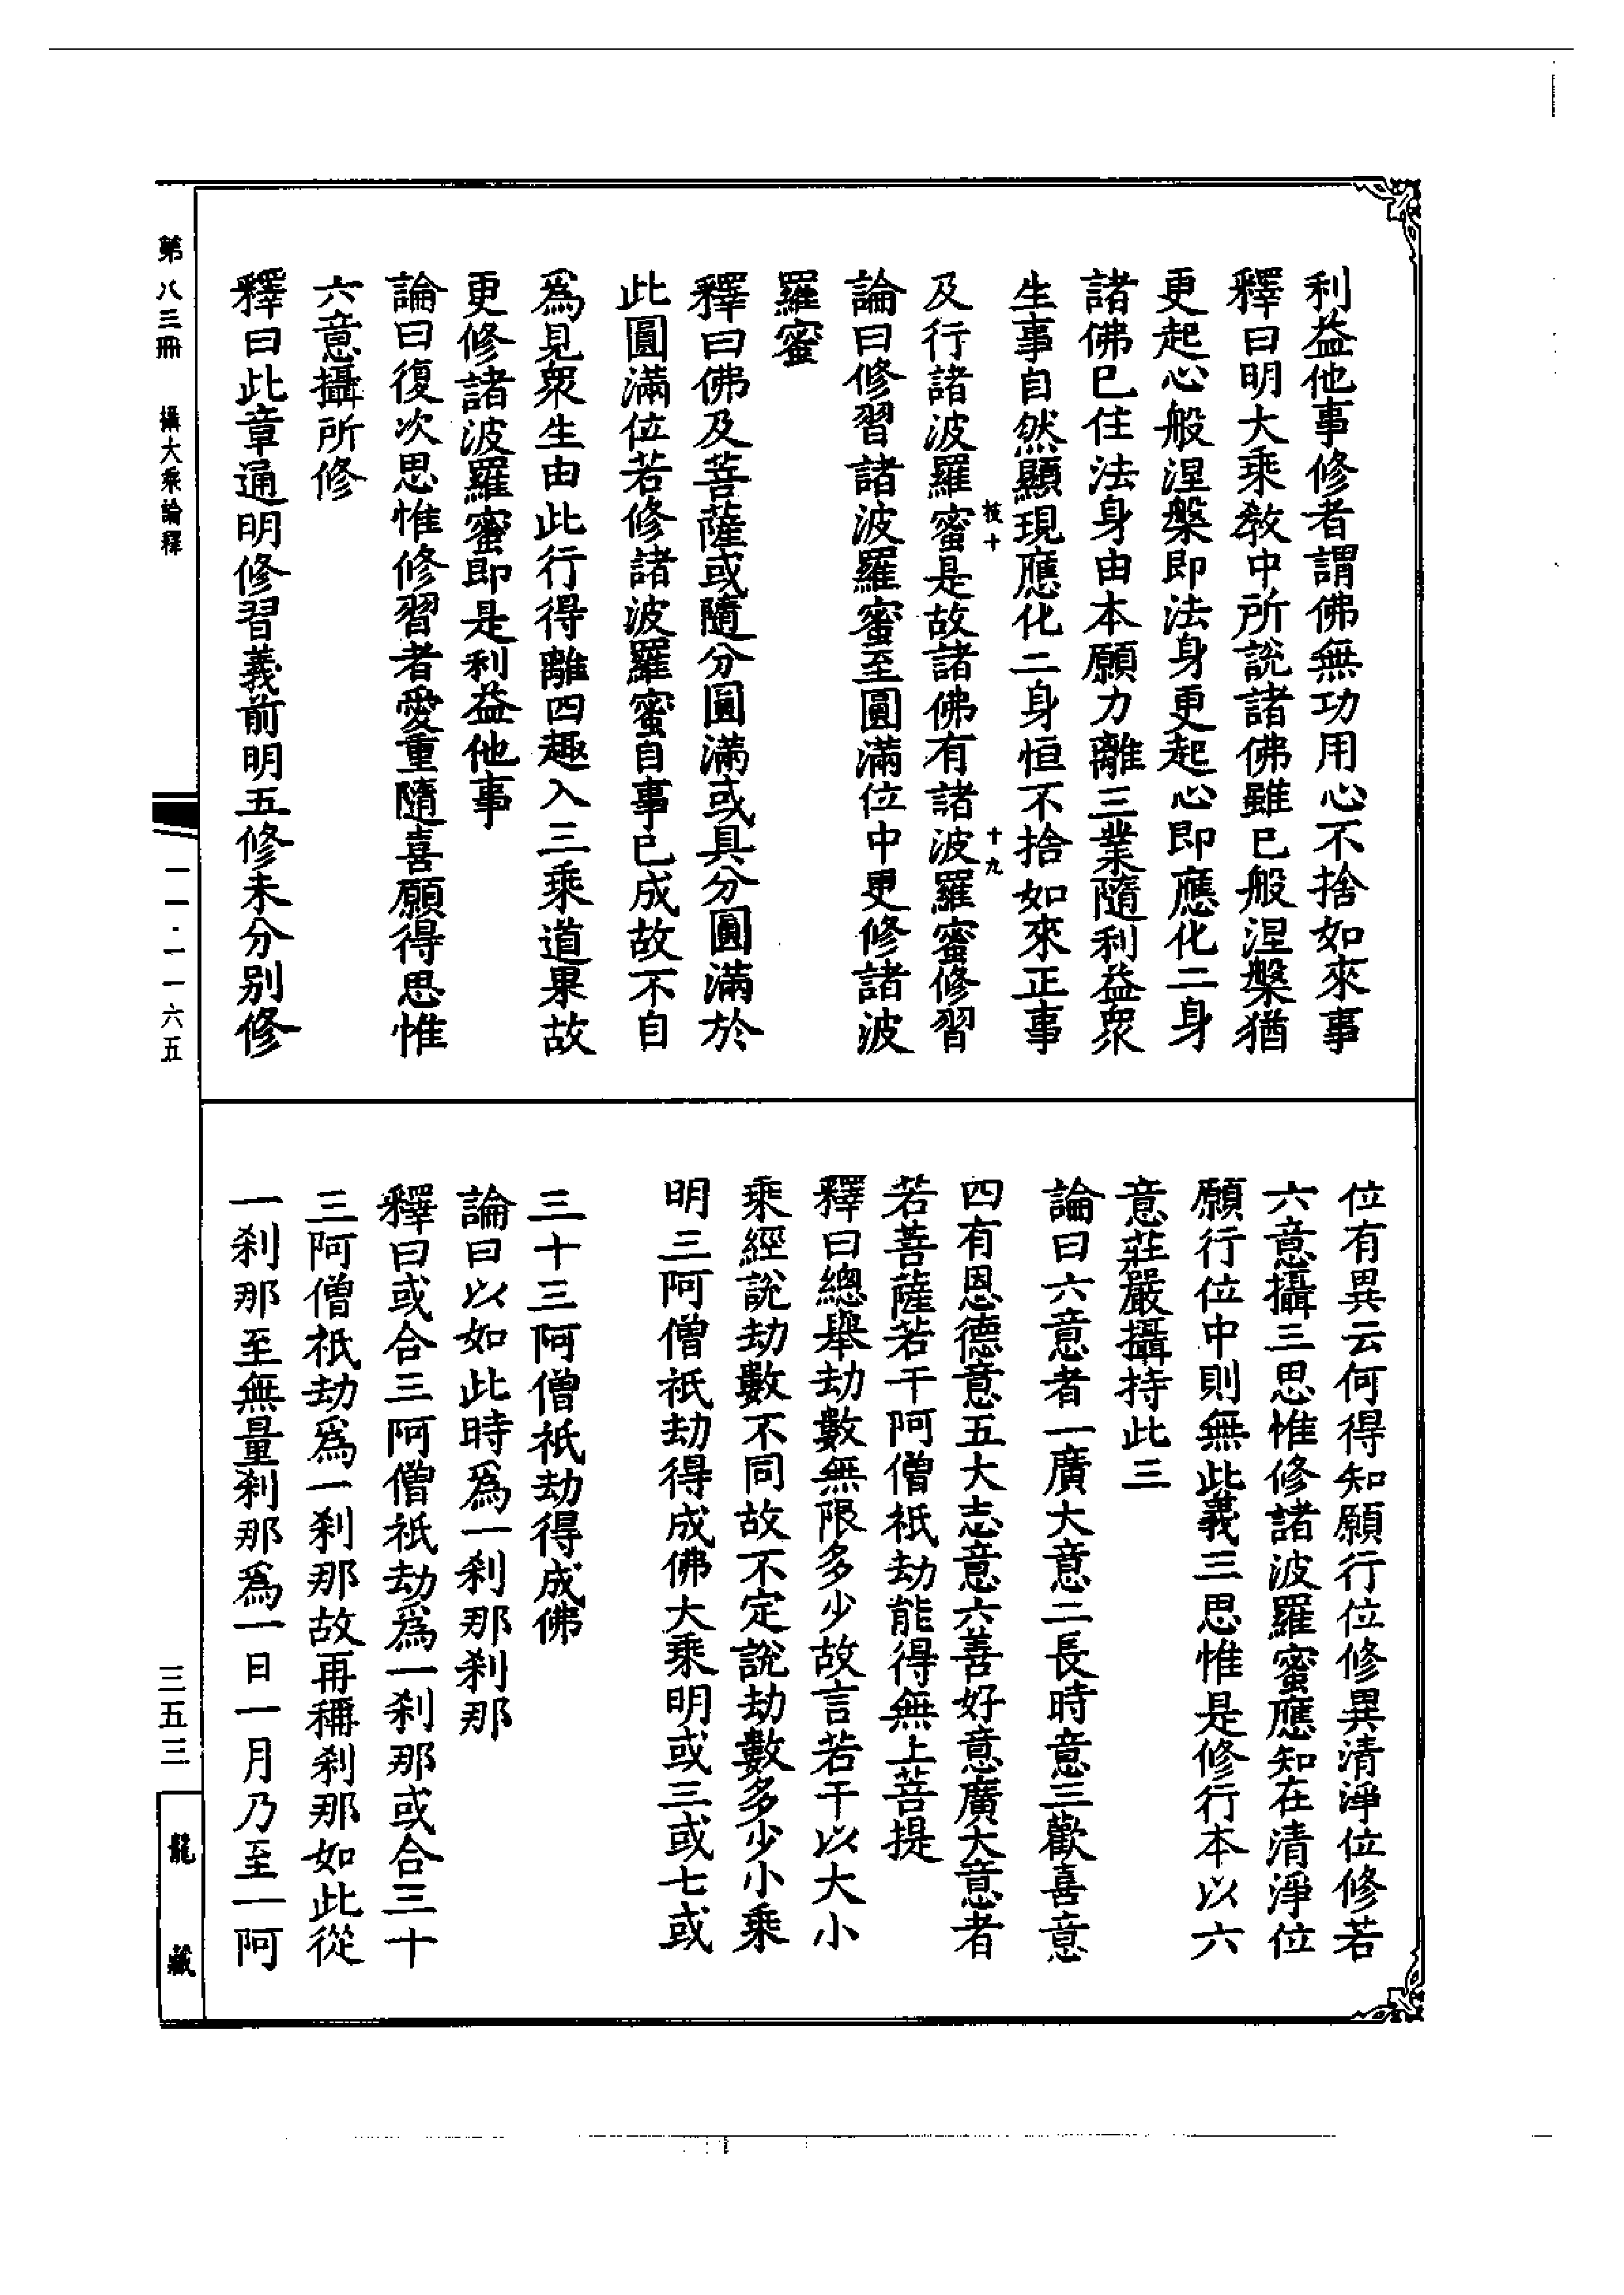 利益他事修者謂佛無功用心不捨如來事
釋曰明大乘教中所說諸佛雖已般涅槃猶
更起心般涅槃即法身更起心即應化二身
諸佛已住法身由本願力離三業隨利益衆
生事自然顯現應化二身恒不捨如來正事
及行諸波羅蜜是故諸佛有諸波羅蜜修習
技十
十九
論曰修習諸波羅蜜至圓滿位中更修諸波
羅蜜
釋曰佛及菩薩或隨分圓滿或具分圓滿於
此圓滿位若修諸波羅蜜自事已成故不自
為見衆生由此行得離四趣入三乘道果故
更修諸波羅蜜即是利益他事
論曰復次思惟修習者愛重隨喜願得思惟
六意攝所修
釋曰此章通明修習義前明五修未分別修
位有異云何得知願行位修異清淨位修若
六意攝三思惟修諸波羅蜜應知在清淨位
願行位中則無此義三思惟是修行本以六
意莊嚴攝持此三
論曰六意者一廣大意二長時意三歡喜意
四有恩德意五大志意六善好意廣大意者
若菩薩若干阿僧祇劫能得無上菩提
釋曰總舉劫數無限多少故言若干以大小
乘經說劫數不同故不定說劫數多少小乘
明三阿僧祇劫得成佛大乘明或三或七或
三十三阿僧祇劫得成佛
論曰以如此時爲一剎那剎那
釋曰或合三阿僧祇劫爲一剎那或合三十
三阿僧祇劫爲一剎那故再稱剎那如此從
一剎那至無量剎那爲一日一月乃至一阿
第八三冊 攝大乘論釋
一一·一一六五
三五三
龍藏